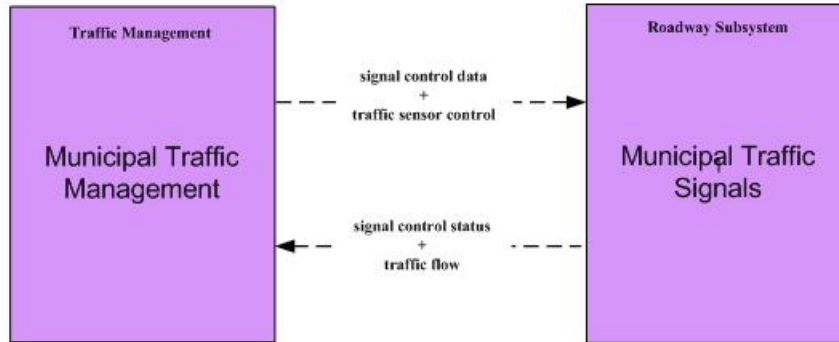 Traffic Management
Municipal Traffic
Management
signal control data
+
traffic sensor control
signal control status
+
traffic flow
Roadway Subsystem
Municipal Traffic
Signals